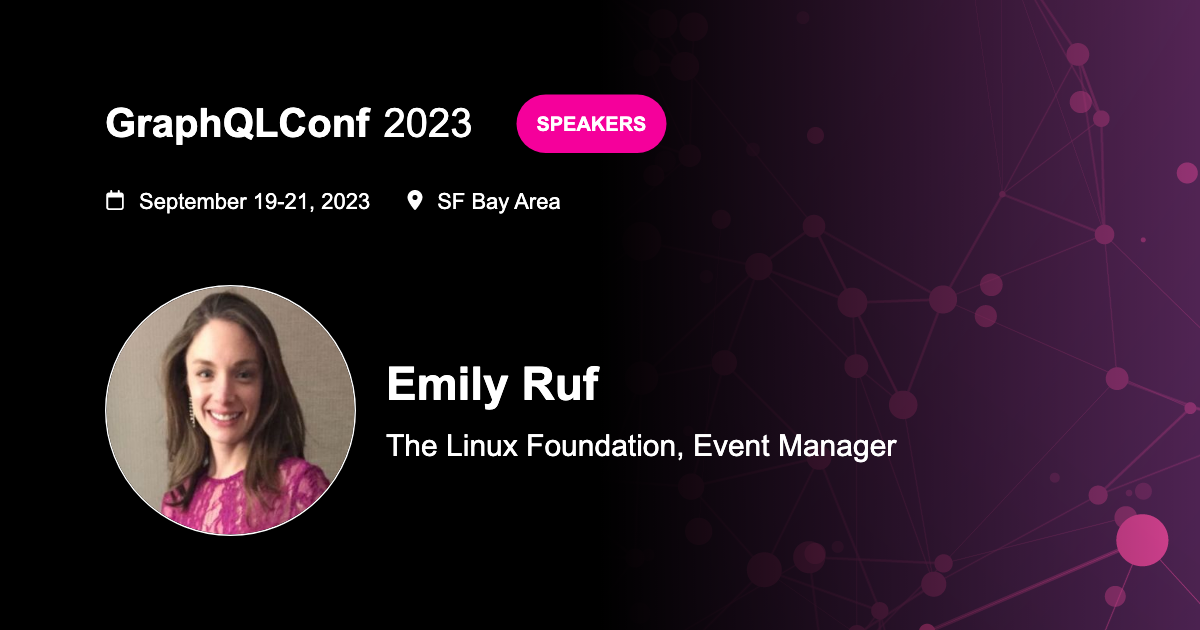 GraphQLConf 2023
SPEAKERS
September 19-21, 2023
SF Bay Area
Emily Ruf
The Linux Foundation, Event Manager